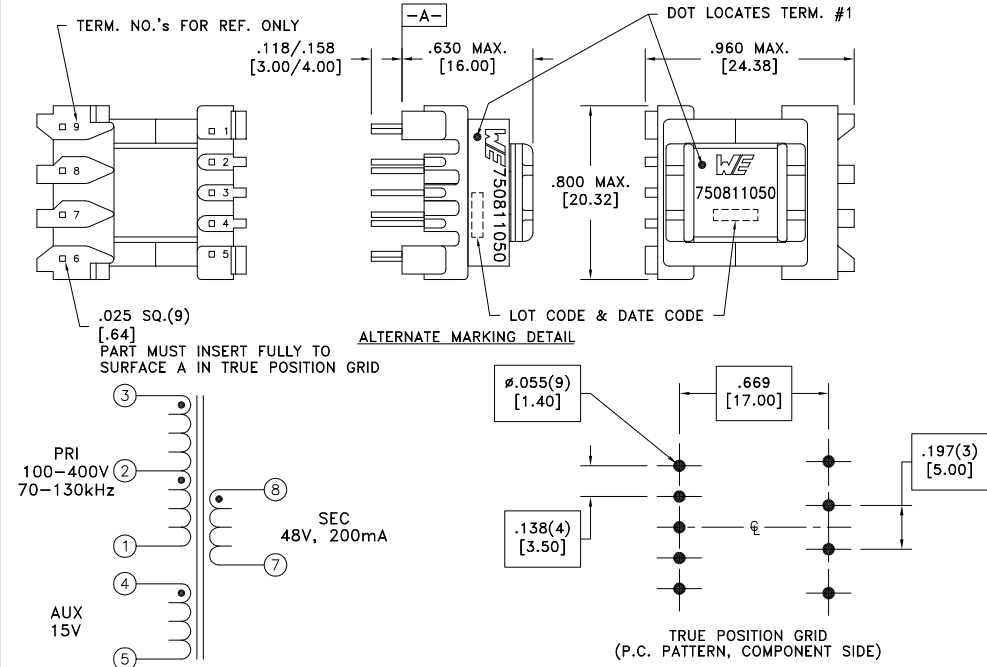 TERM. NO.'s FOR REF. ONLY
-A-
DOT LOCATES TERM. #1
.118/.158
[3.00/4.00]
.630 MAX.
[16.00]
.960 MAX.
[24.38]
9
8
7
6
1
2
3
4
5
WE 750811050
.800 MAX.
[20.32]
WE
750811050
.025 SQ.(9)
[.64]
PART MUST INSERT FULLY TO
SURFACE A IN TRUE POSITION GRID
LOT CODE & DATE CODE
ALTERNATE MARKING DETAIL
3
PRI
100-400V
70-130kHz
2
1
4
AUX
15V
5
8
SEC
48V, 200mA
7
ø.055(9)
[1.40]
.669
[17.00]
.197(3)
[5.00]
.138(4)
[3.50]
℄
TRUE POSITION GRID
(P.C. PATTERN, COMPONENT SIDE)